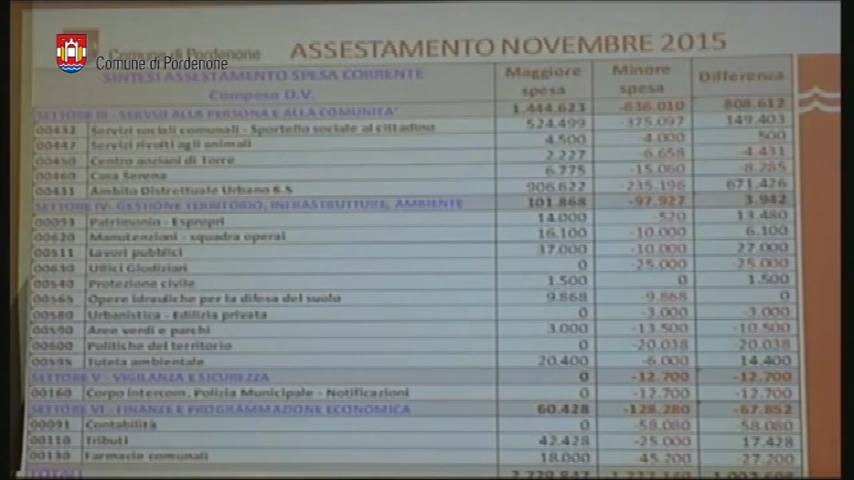 Comune di Pordenone
Comune di Pordenone
ASSESTAMENTO NOVEMBRE 2015
SINTESI ASSESTAMENTO SPESA CORRENTE
Compeso D.V. Maggiore spesa Minore spesa Differenza
SETTORE III - SERVIZI ALLA PERSONA E ALLA COMUNITA' 1.444.623 -636.010 808.612
00432 Servizi sociali comunali - Sportello sociale al cittadino 524.499 -375.097 149.403
00447 Servizi rivolti agli animali 4.500 -4.000 500
00450 Centro anziani di Torre 2.227 -6.658 -4.431
00460 Casa Serena 6.775 -15.060 -8.285
00431 Ambito Distrettuale Urbano 6.5 906.622 -235.196 671.426
SETTORE IV- GESTIONE TERRITORIO, INFRASTRUTTURE, AMBIENTE 101.868 -97.927 3.942
00093 Patrimonio - Espropri 14.000 -520 13.480
00620 Manutenzioni - squadra operai 16.100 -10.000 6.100
00511 Lavori pubblici 37.000 -10.000 27.000
00630 Uffici Giudiziari 0 -25.000 -25.000
00540 Protezione civile 1.500 0 1.500
00565 Opere idrauliche per la difesa del suolo 9.868 -9.868 0
00580 Urbanistica - Edilizia privata 0 -3.000 -3.000
00590 Aree verdi e parchi 3.000 -13.500 -10.500
00600 Politiche del territorio 0 -20.038 -20.038
00595 Tutela ambientale 20.400 -6.000 14.400
SETTORE V - VIGILANZA E SICUREZZA 0 -12.700 -12.700
00160 Corpo intercom. Polizia Municipale - Notificazioni 0 -12.700 -12.700
SETTORE VI - FINANZE E PROGRAMMAZIONE ECONOMICA 60.428 -128.280 -67.852
00091 Contabilità 0 -58.080 -58.080
00110 Tributi 42.428 -25.000 17.428
00130 Farmacie comunali 18.000 -45.200 -27.200
TOTALI